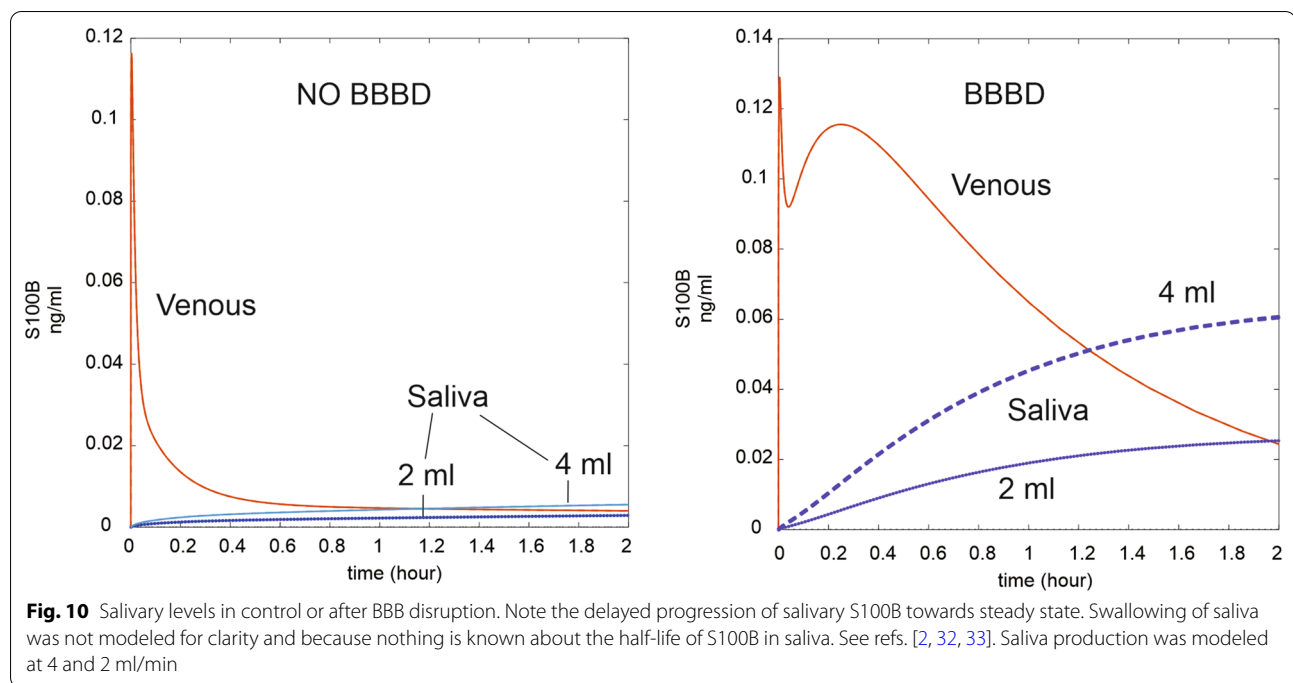 0.12
0.1
0.08
0.06
0.04
0.02
0
S100B
ng/ml
NO BBBD
Venous
Saliva
2 ml
4 ml
0 0.2 0.4 0.6 0.8 1 1.2 1.4 1.6 1.8 2
time (hour)
0.14
0.12
0.1
0.08
0.06
0.04
0.02
0
S100B
ng/ml
BBBD
Venous
4 ml
Saliva
2 ml
0 0.2 0.4 0.6 0.8 1 1.2 1.4 1.6 1.8 2
time (hour)
Fig. 10 Salivary levels in control or after BBB disruption. Note the delayed progression of salivary S100B towards steady state. Swallowing of saliva
was not modeled for clarity and because nothing is known about the half-life of S100B in saliva. See refs. [2, 32, 33]. Saliva production was modeled
at 4 and 2 ml/min